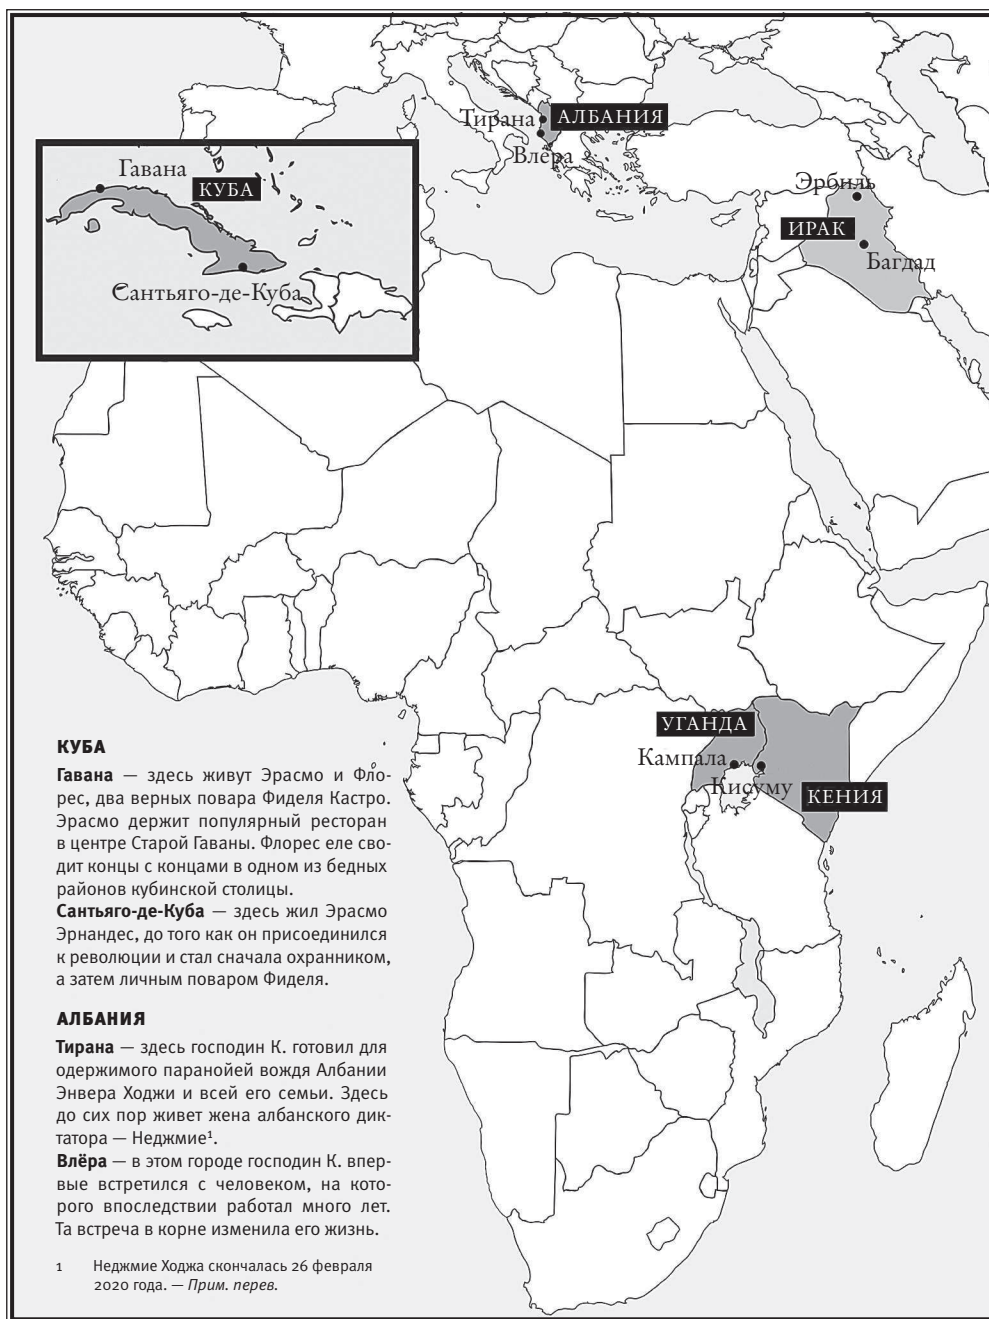 Тирана
АЛБАНИЯ
Влёра
Гавана
КУБА
Сантьяго-де-Куба
Эрбиль
ИРАК
Багдад
УГАНДА
Кампала
Кисуму
КЕНИЯ
КУБА
Гавана — здесь живут Эрасмо и Фло-
рес, два верных повара Фиделя Кастро.
Эрасмо держит популярный ресторан
в центре Старой Гаваны. Флорес еле сво-
дит концы с концами в одном из бедных
районов кубинской столицы.
Сантьяго-де-Куба — здесь жил Эрасмо
Эрнандес, до того как он присоединился
к революции и стал сначала охранником,
а затем личным поваром Фиделя.
АЛБАНИЯ
Тирана — здесь господин К. готовил для
одержимого паранойей вождя Албании
Энвера Ходжи и всей его семьи. Здесь
до сих пор живет жена албанского дик-
татора — Неджмие¹.
Влёра — в этом городе господин К. впер-
вые встретился с человеком, на кото-
рого впоследствии работал много лет.
Та встреча в корне изменила его жизнь.
1 Неджмие Ходжа скончалась 26 февраля
2020 года. — Прим. перев.